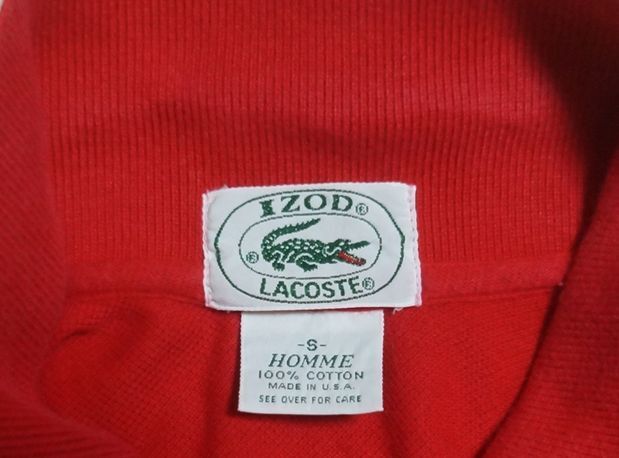 IZOD®
®
LACOSTE®
-S-
HOMME
100% COTTON
MADE IN U.S.A.
SEE OVER FOR CARE